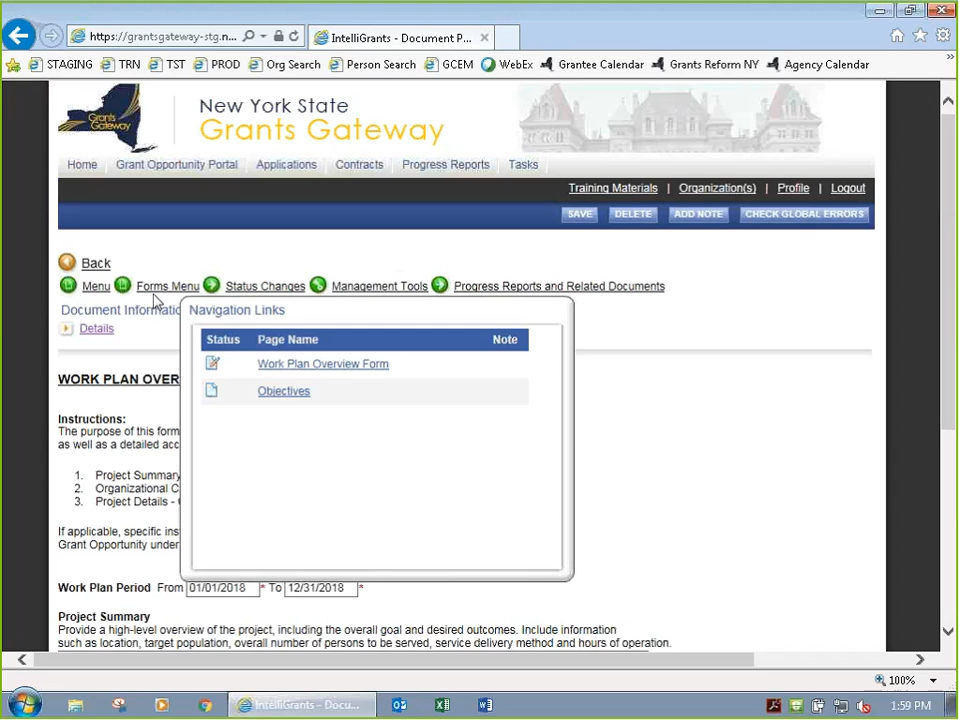 https://grantsgateway-stg.n...
IntelliGrants - Document P...
STAGING TRN TST PROD Org Search Person Search GCEM WebEx Grantee Calendar Grants Reform NY Agency Calendar
Grants
Gateway
New York State
Grants Gateway
Home Grant Opportunity Portal Applications Contracts Progress Reports Tasks
Training Materials | Organization(s) | Profile | Logout
SAVE DELETE ADD NOTE CHECK GLOBAL ERRORS
Back
Menu Forms Menu Status Changes Management Tools Progress Reports and Related Documents
Document Informatio
Details
Navigation Links
Status Page Name Note
Work Plan Overview Form
Objectives
WORK PLAN OVER
Instructions:
The purpose of this form
as well as a detailed acc
1. Project Summary
2. Organizational C
3. Project Details -
If applicable, specific ins
Grant Opportunity under
Work Plan Period From 01/01/2018 * To 12/31/2018 *
Project Summary
Provide a high-level overview of the project, including the overall goal and desired outcomes. Include information
such as location, target population, overall number of persons to be served, service delivery method and hours of operation.
100%
IntelliGrants - Docu...
1:59 PM